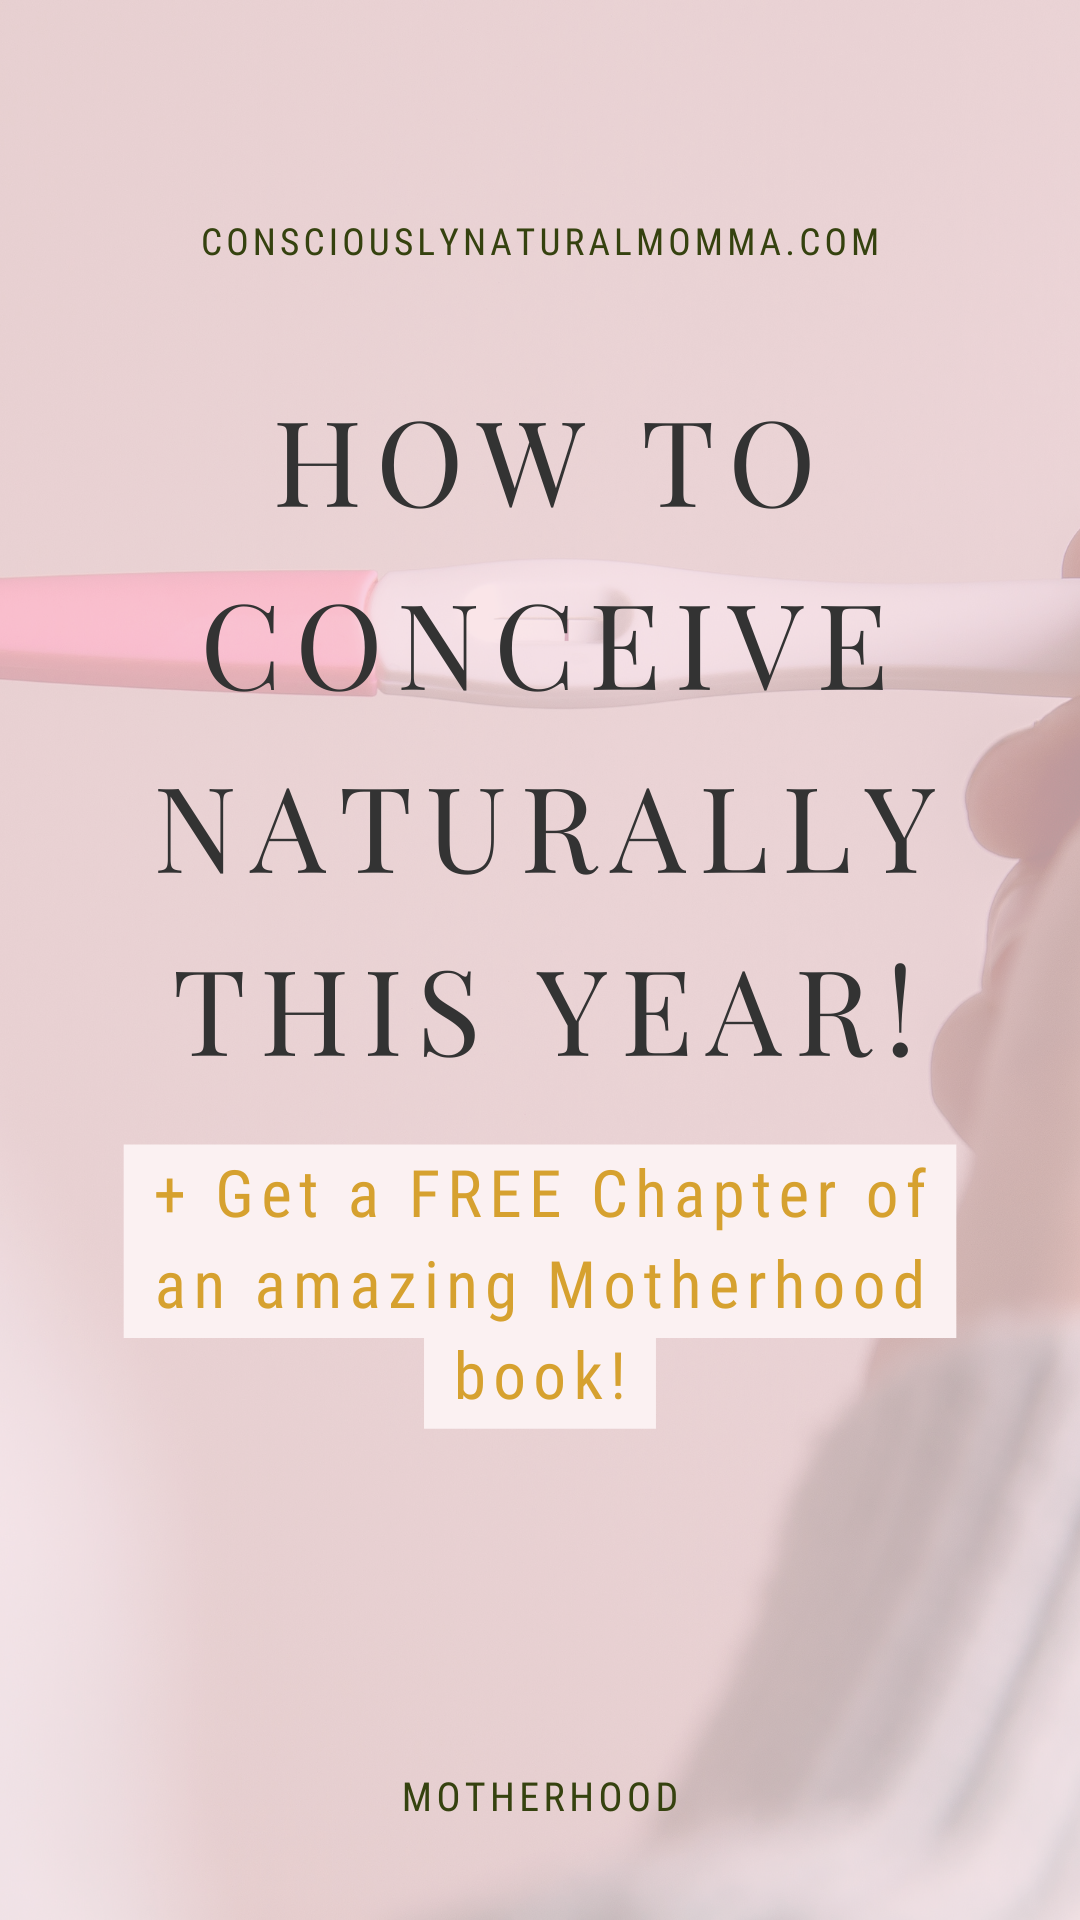 CONSCIOUSLYNATURALMOMMA.COM
HOW TO
CONCEIVE
NATURALLY
THIS YEAR!
+ Get a FREE Chapter of
an amazing Motherhood
book!
MOTHERHOOD